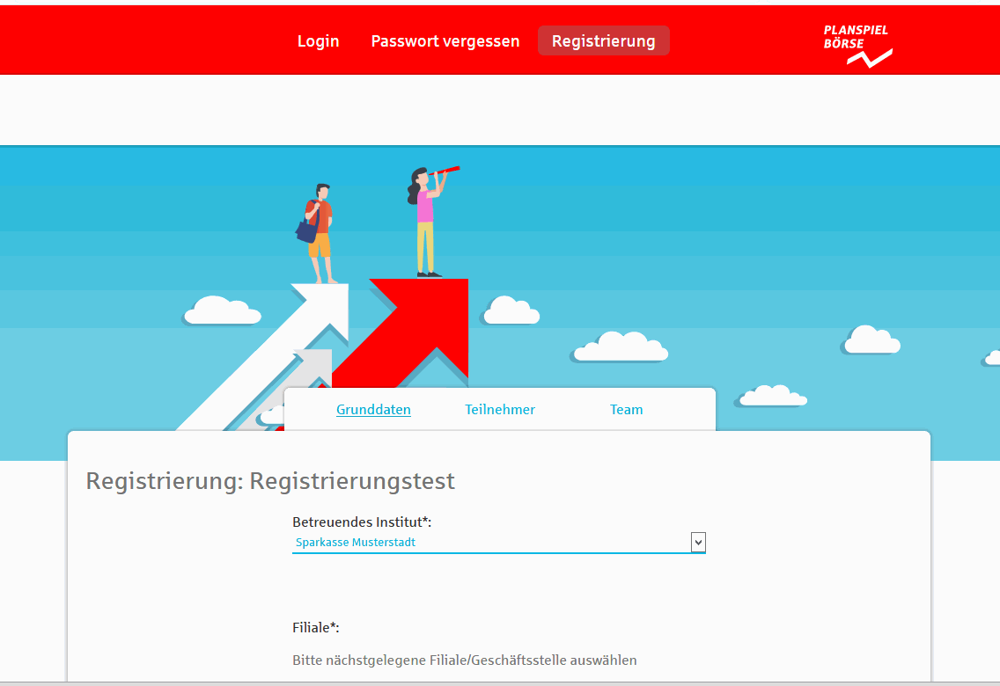 Login Passwort vergessen Registrierung
PLANSPIEL
BÖRSE
Grunddaten Teilnehmer Team
Registrierung: Registrierungstest
Betreuendes Institut*:
Sparkasse Musterstadt
Filiale*:
Bitte nächstgelegene Filiale/Geschäftsstelle auswählen